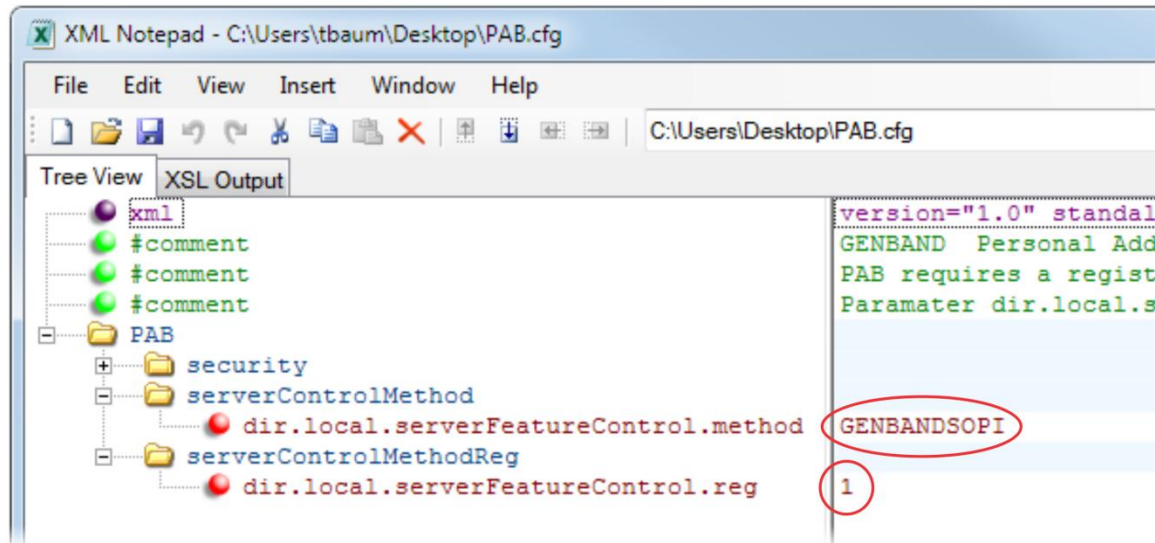 XML Notepad - C:\Users\tbaum\Desktop\PAB.cfg
File Edit View Insert Window Help
C:\Users\Desktop\PAB.cfg
Tree View XSL Output
xml version="1.0" standal
#comment GENBAND Personal Add
#comment PAB requires a regist
#comment Paramater dir.local.s
PAB
security
serverControlMethod
dir.local.serverFeatureControl.method GENBANDSOPI
serverControlMethodReg
dir.local.serverFeatureControl.reg 1